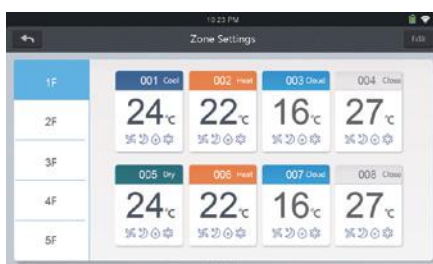 10:23 PM
Zone Settings
Edit
1F
2F
3F
4F
5F
001 Cool
002 Heat
003 Cloud
004 Close
24℃
22℃
16℃
27℃
005 Dry
006 Heat
007 Cloud
008 Close
24℃
22℃
16℃
27℃